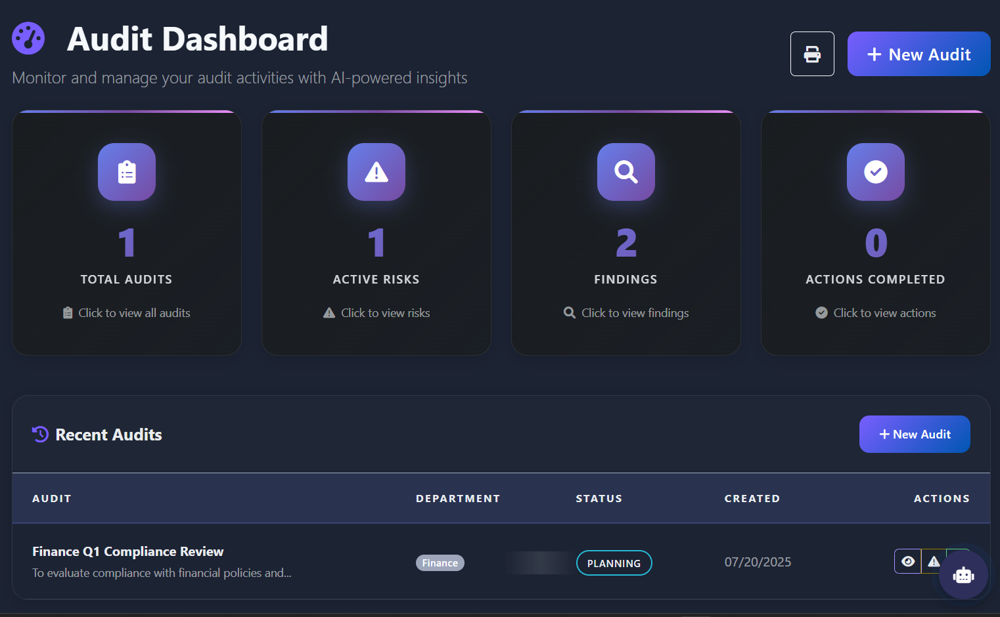 Audit Dashboard
Monitor and manage your audit activities with AI-powered insights
New Audit
1
TOTAL AUDITS
Click to view all audits
1
ACTIVE RISKS
Click to view risks
2
FINDINGS
Click to view findings
0
ACTIONS COMPLETED
Click to view actions
Recent Audits
New Audit
AUDIT DEPARTMENT STATUS CREATED ACTIONS
Finance Q1 Compliance Review
To evaluate compliance with financial policies and...
Finance
PLANNING
07/20/2025